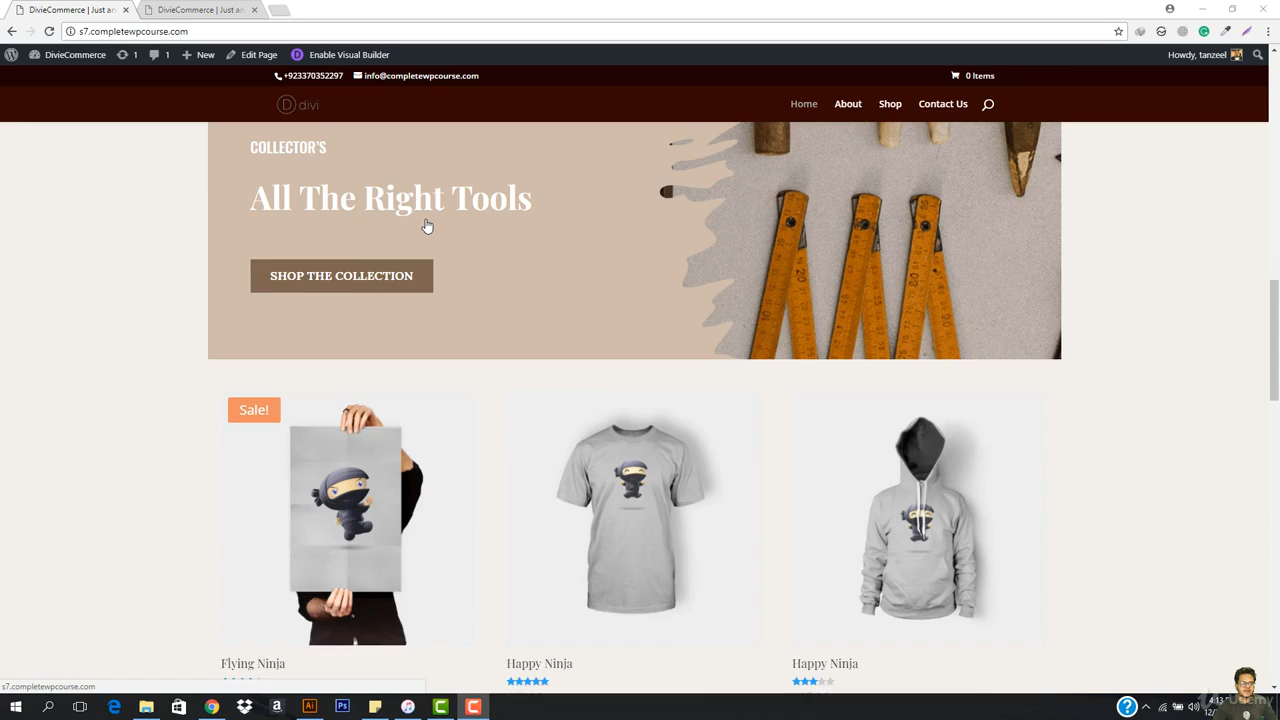 DivieCommerce | Just an
DivieCommerce | Just an
s7.completewpcourse.com
DivieCommerce
1
1
New
Edit Page
Enable Visual Builder
Howdy, tanzeel
+923370352297
info@completewpcourse.com
0 Items
D divi
Home
About
Shop
Contact Us
COLLECTOR'S
All The Right Tools
SHOP THE COLLECTION
Sale!
Flying Ninja
Happy Ninja
Happy Ninja
s7.completewpcourse.com